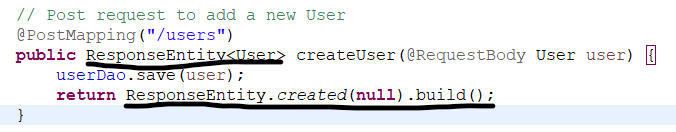 // Post request to add a new User
@PostMapping("/users")
public ResponseEntity<User> createUser(@RequestBody User user) {
userDao.save(user);
return ResponseEntity.created(null).build();
}